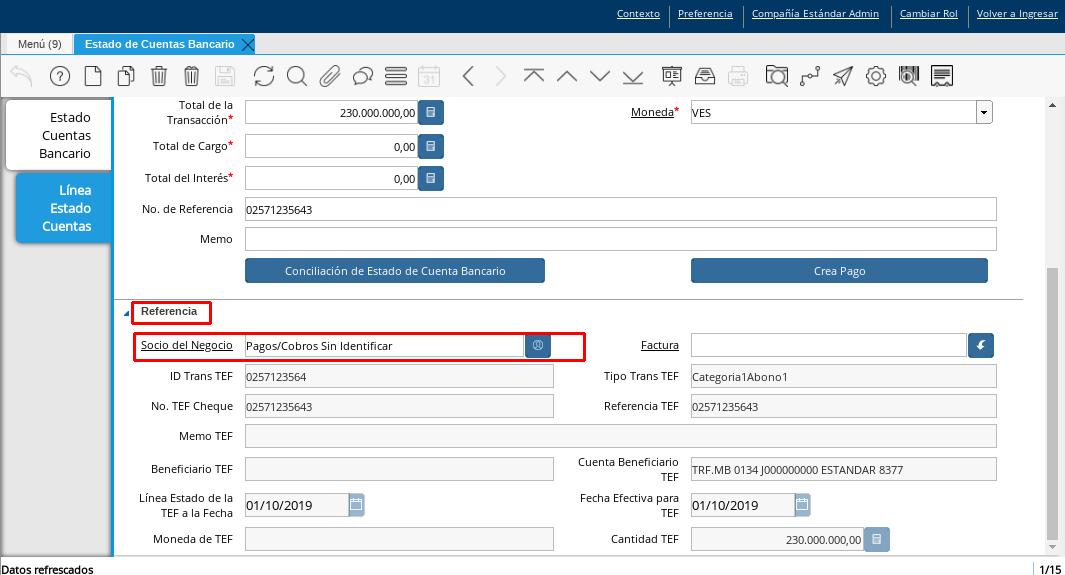 Contexto Preferencia Compañía Estándar Admin Cambiar Rol Volver a Ingresar
Menú (9) Estado de Cuentas Bancario
31
Estado
Cuentas
Bancario
Línea
Estado
Cuentas
Total de la
Transacción* 230.000.000,00 Moneda* VES
Total de Cargo* 0,00
Total del Interés* 0,00
No. de Referencia 02571235643
Memo
Conciliación de Estado de Cuenta Bancario Crea Pago
Referencia
Socio del Negocio Pagos/Cobros Sin Identificar Factura
ID Trans TEF 0257123564 Tipo Trans TEF Categoria1Abono1
No. TEF Cheque 02571235643 Referencia TEF 02571235643
Memo TEF
Beneficiario TEF Cuenta Beneficiario
TEF TRF.MB 0134 J000000000 ESTANDAR 8377
Línea Estado de la
TEF a la Fecha 01/10/2019 Fecha Efectiva para
TEF 01/10/2019
Moneda de TEF Cantidad TEF 230.000.000,00
Datos refrescados 1/15